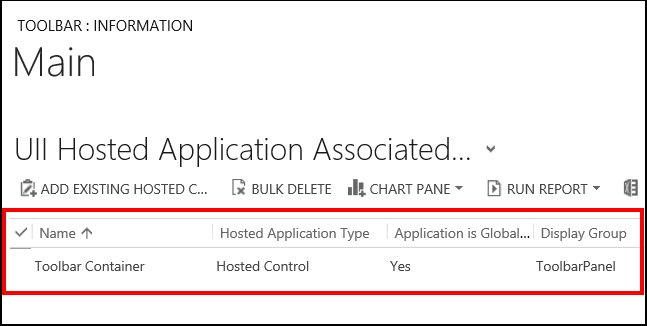 TOOLBAR : INFORMATION
Main
UII Hosted Application Associated...
ADD EXISTING HOSTED C... BULK DELETE CHART PANE RUN REPORT
Name Hosted Application Type Application is Global... Display Group
Toolbar Container Hosted Control Yes ToolbarPanel